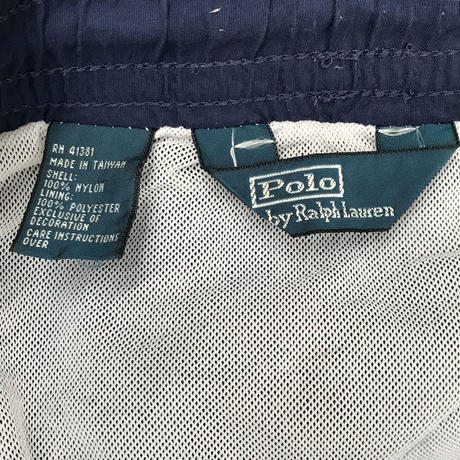 RN 41381
MADE IN TAIWAN
SHELL:
100% NYLON
LINING:
100% POLYESTER
EXCLUSIVE OF
DECORATION
CARE INSTRUCTIONS
OVER
Polo
by Ralph Lauren